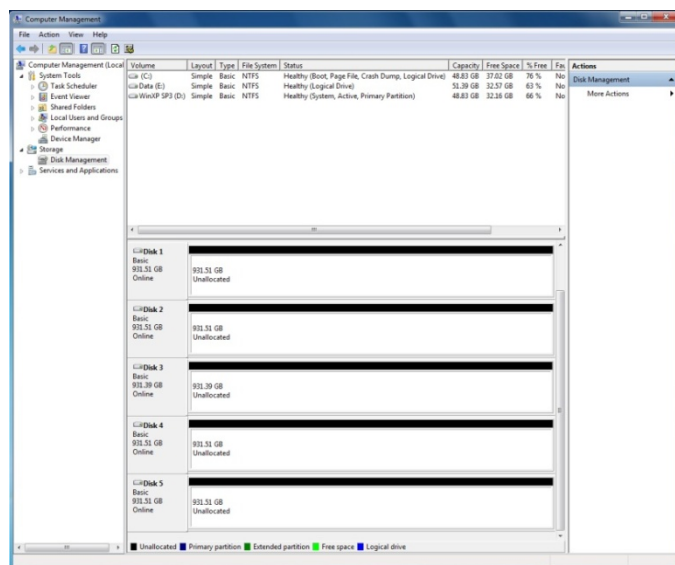 Computer Management
File Action View Help
Computer Management (Local
System Tools
Task Scheduler
Event Viewer
Shared Folders
Local Users and Groups
Performance
Device Manager
Storage
Disk Management
Services and Applications
Volume Layout Type File System Status Capacity Free Space % Free Fau
(C:) Simple Basic NTFS Healthy (Boot, Page File, Crash Dump, Logical Drive) 48.83 GB 37.02 GB 76 % No
Data (E:) Simple Basic NTFS Healthy (Logical Drive) 51.39 GB 32.57 GB 63 % No
WinXP SP3 (D:) Simple Basic NTFS Healthy (System, Active, Primary Partition) 48.83 GB 32.16 GB 66 % No
Disk 1
Basic
931.51 GB
Online
931.51 GB
Unallocated
Disk 2
Basic
931.51 GB
Online
931.51 GB
Unallocated
Disk 3
Basic
931.39 GB
Online
931.39 GB
Unallocated
Disk 4
Basic
931.51 GB
Online
931.51 GB
Unallocated
Disk 5
Basic
931.51 GB
Online
931.51 GB
Unallocated
Unallocated Primary partition Extended partition Free space Logical drive
Actions
Disk Management
More Actions